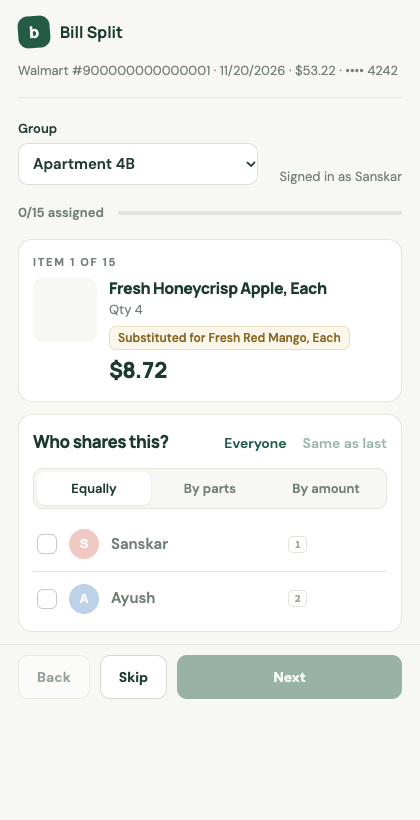 b Bill Split
Walmart #900000000000001 · 11/20/2026 · $53.22 · •••• 4242
Group
Apartment 4B
Signed in as Sanskar
0/15 assigned
ITEM 1 OF 15
Fresh Honeycrisp Apple, Each
Qty 4
Substituted for Fresh Red Mango, Each
$8.72
Who shares this? Everyone Same as last
Equally By parts By amount
S Sanskar 1
A Ayush 2
Back Skip Next